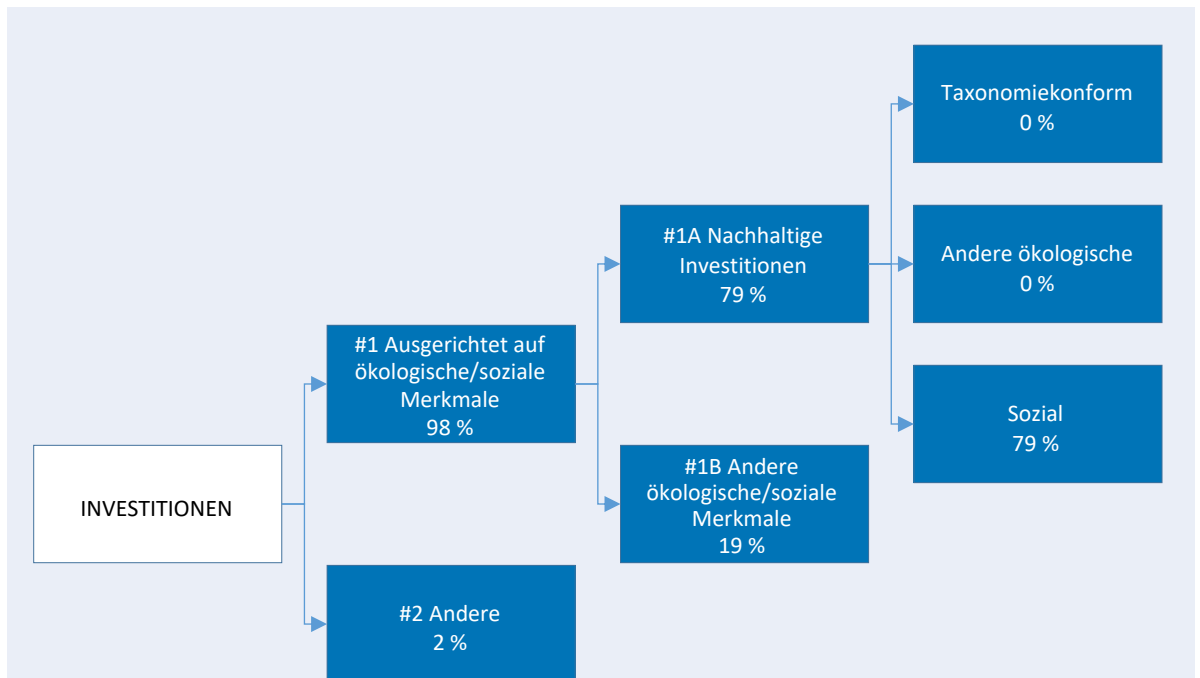 INVESTITIONEN
#1 Ausgerichtet auf
ökologische/soziale
Merkmale
98 %
#2 Andere
2 %
#1A Nachhaltige
Investitionen
79 %
#1B Andere
ökologische/soziale
Merkmale
19 %
Taxonomiekonform
0 %
Andere ökologische
0 %
Sozial
79 %